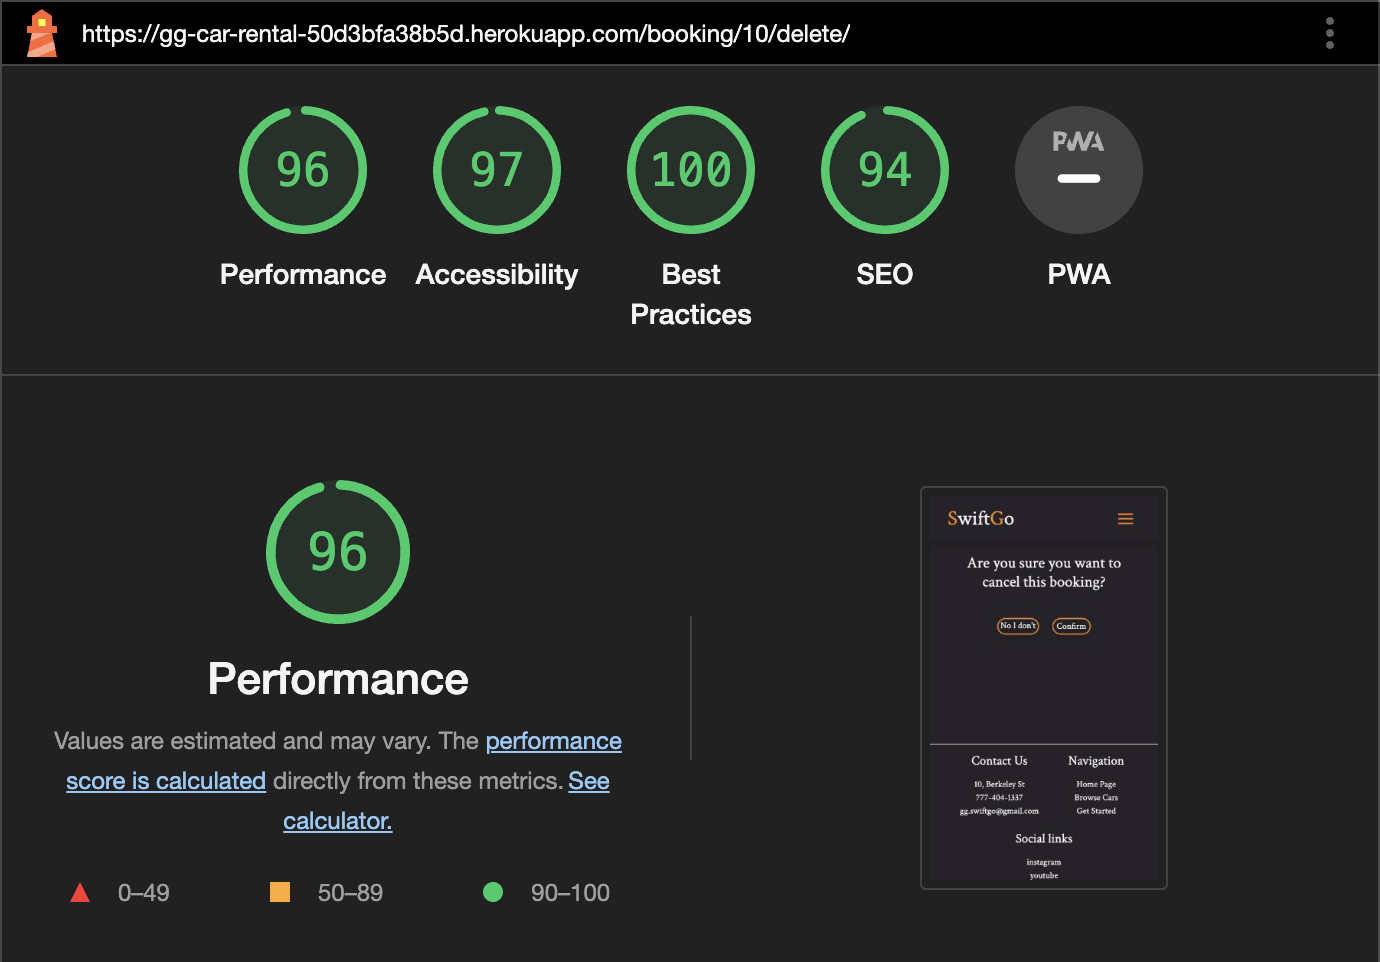 https://gg-car-rental-50d3bfa38b5d.herokuapp.com/booking/10/delete/
96
97
100
94
PWA
Performance
Accessibility
Best
Practices
SEO
PWA
96
Performance
Values are estimated and may vary. The performance
score is calculated directly from these metrics. See
calculator.
0–49
50–89
90–100
SwiftGo
Are you sure you want to
cancel this booking?
No I don't
Confirm
Contact Us
10, Berkeley St
777-404-1337
gg.swiftgo@gmail.com
Navigation
Home Page
Browse Cars
Get Started
Social links
instagram
youtube